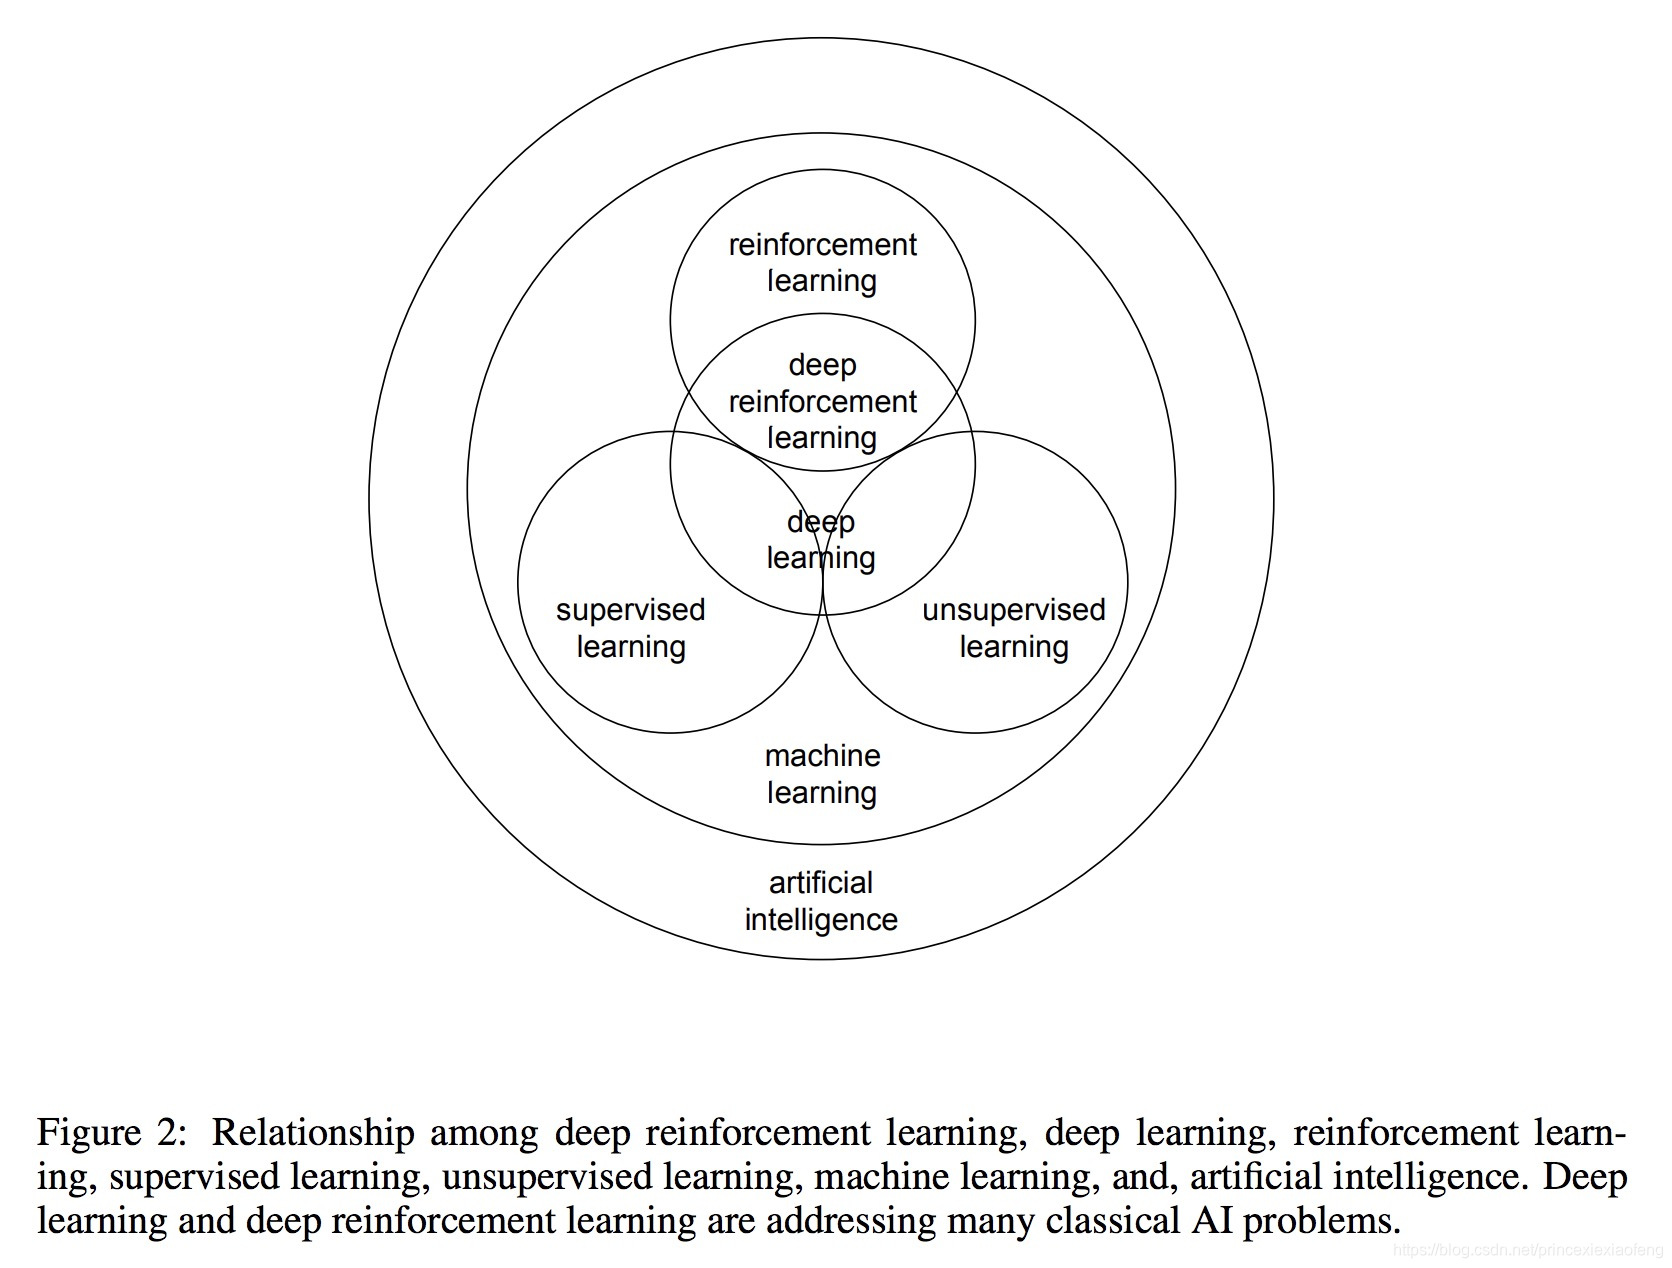 reinforcement
learning
deep
reinforcement
learning
deep
learning
supervised
learning
unsupervised
learning
machine
learning
artificial
intelligence
Figure 2: Relationship among deep reinforcement learning, deep learning, reinforcement learn-
ing, supervised learning, unsupervised learning, machine learning, and, artificial intelligence. Deep
learning and deep reinforcement learning are addressing many classical AI problems.
https://blog.csdn.net/princexiexiaofeng